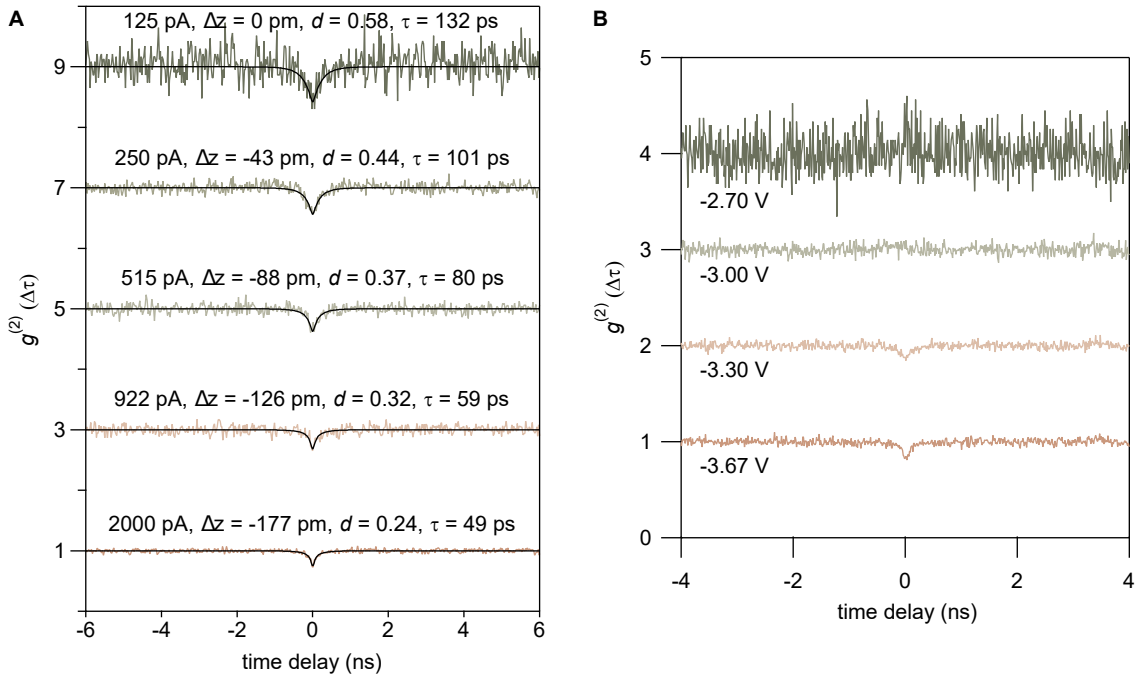 A
125 pA, Δz = 0 pm, d = 0.58, τ = 132 ps
9
250 pA, Δz = -43 pm, d = 0.44, τ = 101 ps
7
515 pA, Δz = -88 pm, d = 0.37, τ = 80 ps
5
922 pA, Δz = -126 pm, d = 0.32, τ = 59 ps
3
2000 pA, Δz = -177 pm, d = 0.24, τ = 49 ps
1
g(2) (Δτ)
-6 -4 -2 0 2 4 6
time delay (ns)
B
5
4
-2.70 V
3
-3.00 V
2
-3.30 V
1
-3.67 V
0
g(2) (Δτ)
-4 -2 0 2 4
time delay (ns)